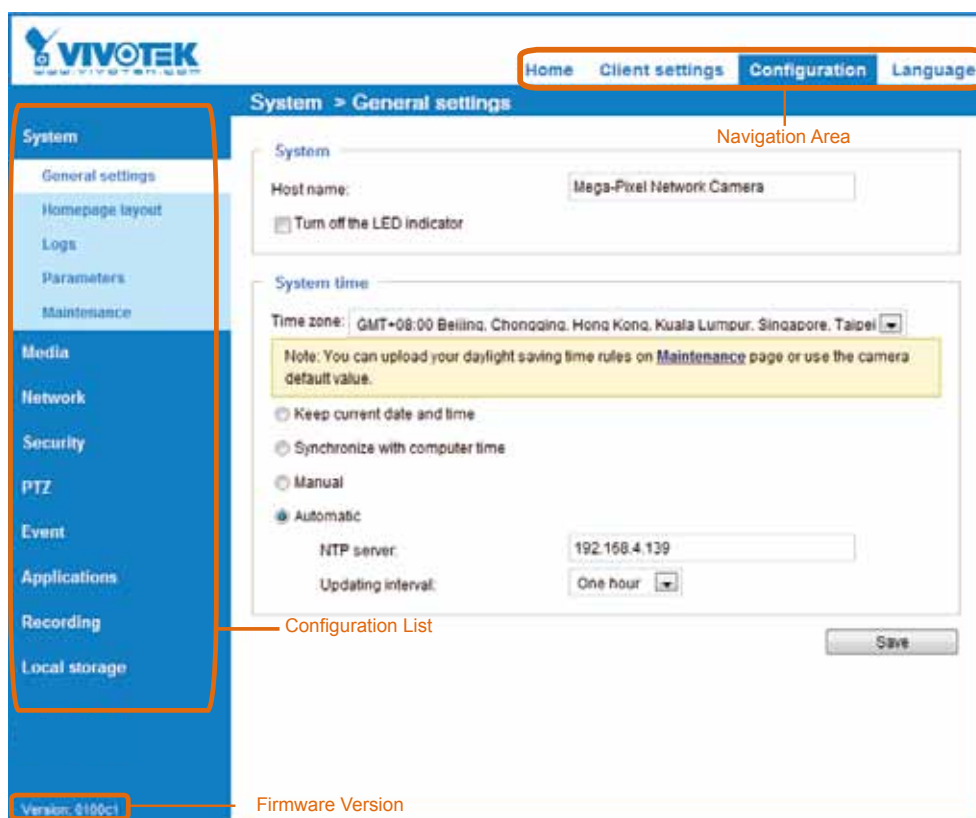 VIVOTEK
www.vivotek.com
Home Client settings Configuration Language
System > General settings
Navigation Area
System
General settings
Homepage layout
Logs
Parameters
Maintenance
Media
Network
Security
PTZ
Event
Applications
Recording
Local storage
Configuration List
Version: 0100c1
Firmware Version
System
Host name: Mega-Pixel Network Camera
Turn off the LED indicator
System time
Time zone: GMT+08:00 Beijing, Chongqing, Hong Kong, Kuala Lumpur, Singapore, Taipei
Note: You can upload your daylight saving time rules on Maintenance page or use the camera
default value.
Keep current date and time
Synchronize with computer time
Manual
Automatic
NTP server: 192.168.4.139
Updating interval: One hour
Save